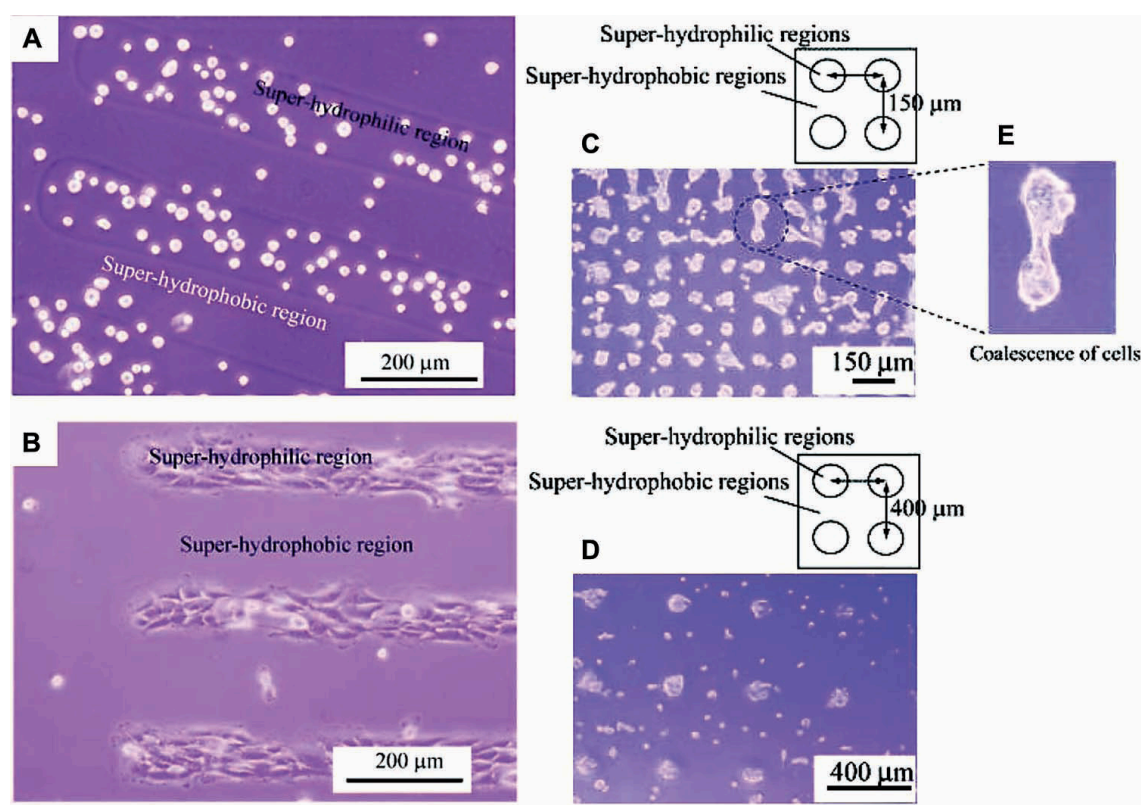 A
Super-hydrophilic region
Super-hydrophobic region
200 μm
Super-hydrophilic regions
Super-hydrophobic regions
150 μm
C
E
150 μm
Coalescence of cells
B
Super-hydrophilic region
Super-hydrophobic region
200 μm
Super-hydrophilic regions
Super-hydrophobic regions
400 μm
D
400 μm